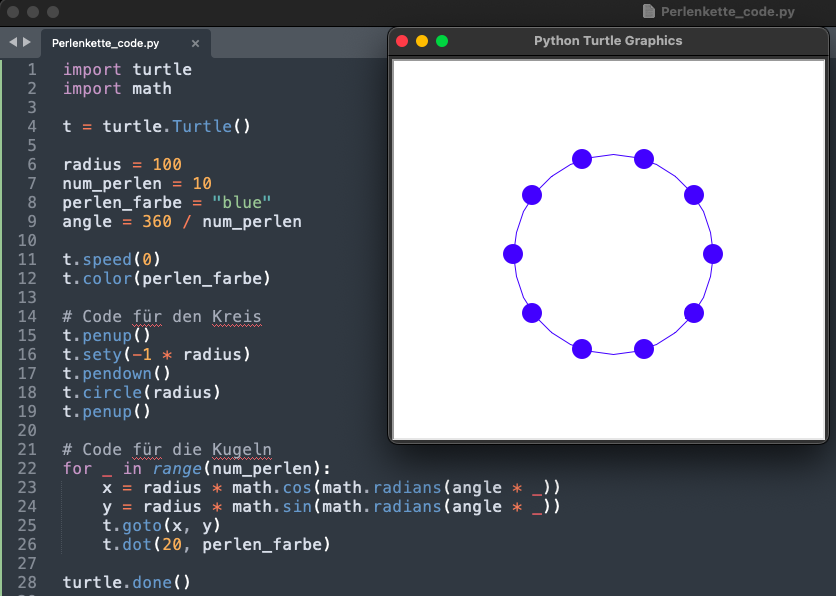 Perlenkette_code.py
Perlenkette_code.py ×
Python Turtle Graphics
1 import turtle
2 import math
3
4 t = turtle.Turtle()
5
6 radius = 100
7 num_perlen = 10
8 perlen_farbe = "blue"
9 angle = 360 / num_perlen
10
11 t.speed(0)
12 t.color(perlen_farbe)
13
14 # Code für den Kreis
15 t.penup()
16 t.sety(-1 * radius)
17 t.pendown()
18 t.circle(radius)
19 t.penup()
20
21 # Code für die Kugeln
22 for _ in range(num_perlen):
23     x = radius * math.cos(math.radians(angle * _))
24     y = radius * math.sin(math.radians(angle * _))
25     t.goto(x, y)
26     t.dot(20, perlen_farbe)
27
28 turtle.done()